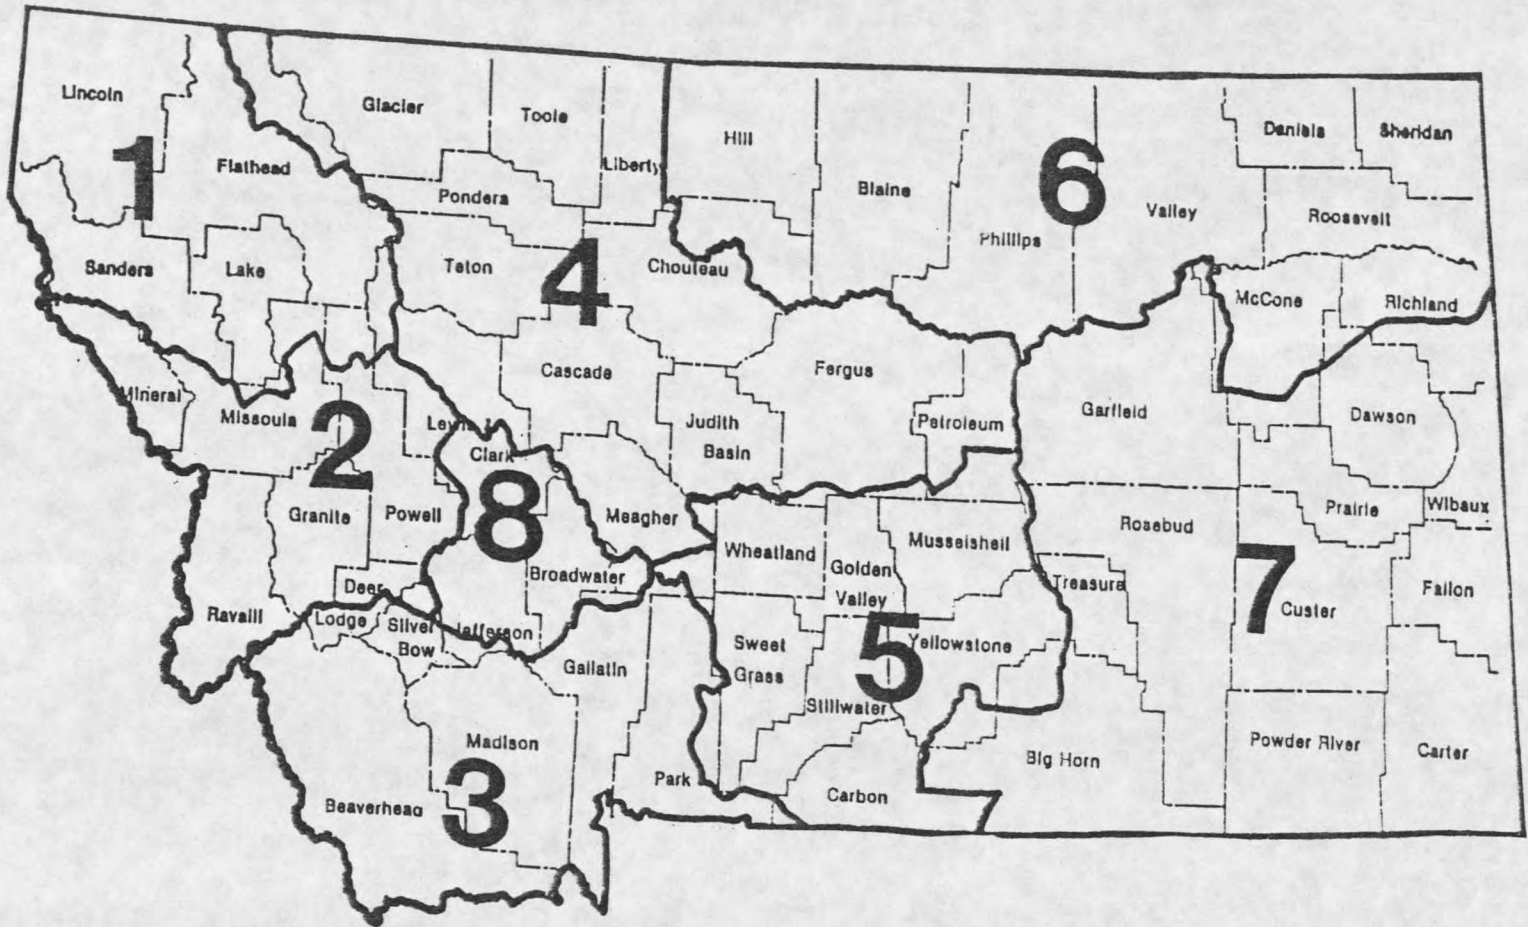 Lincoln
Glacier
Toole
Liberty
Hill
Blaine
6
Daniels
Sheridan
1
Flathead
Pondera
Phillips
Valley
Roosevelt
Sanders
Lake
Teton
4
Chouteau
McCone
Richland
Mineral
Missoula
2
Cascade
Judith
Basin
Fergus
Petroleum
Garfield
Dawson
Clark
8
Granite
Powell
Meagher
Wheatland
Golden
Valley
Musselshell
Rosebud
Prairie
Wibaux
Ravalli
Deer
Lodge
Silver
Bow
Jefferson
Broadwater
Gallatin
Sweet
Grass
5
Yellowstone
Treasure
7
Custer
Fallon
Stillwater
Madison
3
Beaverhead
Park
Carbon
Big Horn
Powder River
Carter